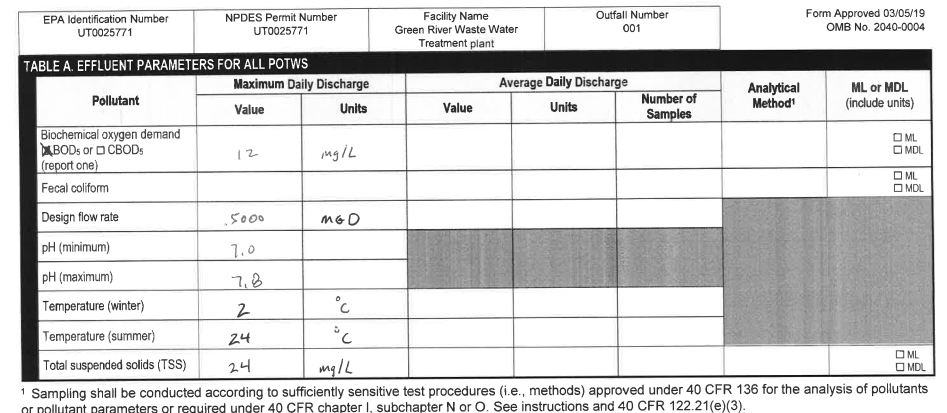 EPA Identification Number
UT0025771
NPDES Permit Number
UT0025771
Facility Name
Green River Waste Water
Treatment plant
Outfall Number
001
Form Approved 03/05/19
OMB No. 2040-0004
TABLE A. EFFLUENT PARAMETERS FOR ALL POTWS
Pollutant
Maximum Daily Discharge
Value
Units
Average Daily Discharge
Value
Units
Number of
Samples
Analytical
Method¹
ML or MDL
(include units)
Biochemical oxygen demand
☒ BOD₅ or ☐ CBOD₅
(report one)
12
mg/L
☐ ML
☐ MDL
Fecal coliform
☐ ML
☐ MDL
Design flow rate
.5000
MGD
pH (minimum)
7.0
pH (maximum)
7.8
Temperature (winter)
2
°C
Temperature (summer)
24
°C
Total suspended solids (TSS)
24
mg/L
☐ ML
☐ MDL
¹ Sampling shall be conducted according to sufficiently sensitive test procedures (i.e., methods) approved under 40 CFR 136 for the analysis of pollutants
or pollutant parameters or required under 40 CFR chapter I, subchapter N or O. See instructions and 40 CFR 122.21(e)(3).